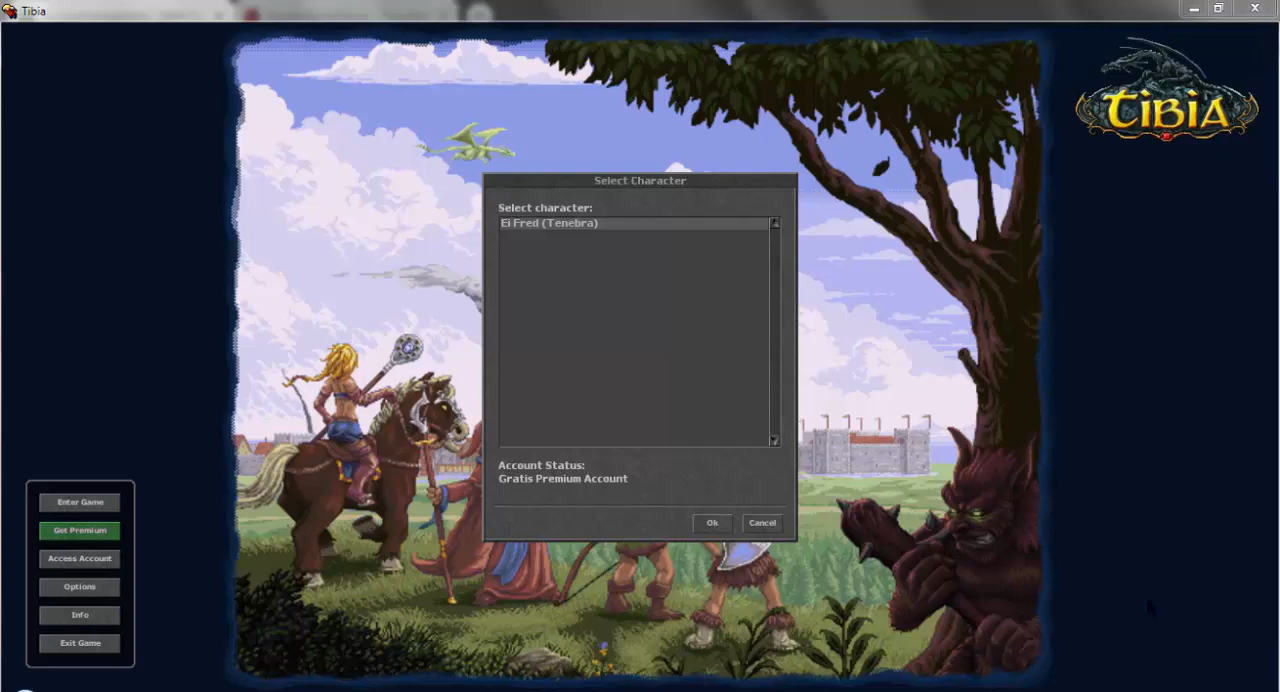 Tibia
TIBIA
Select Character
Select character:
Ei Fred (Tenebra)
Account Status:
Gratis Premium Account
Ok
Cancel
Enter Game
Get Premium
Access Account
Options
Info
Exit Game